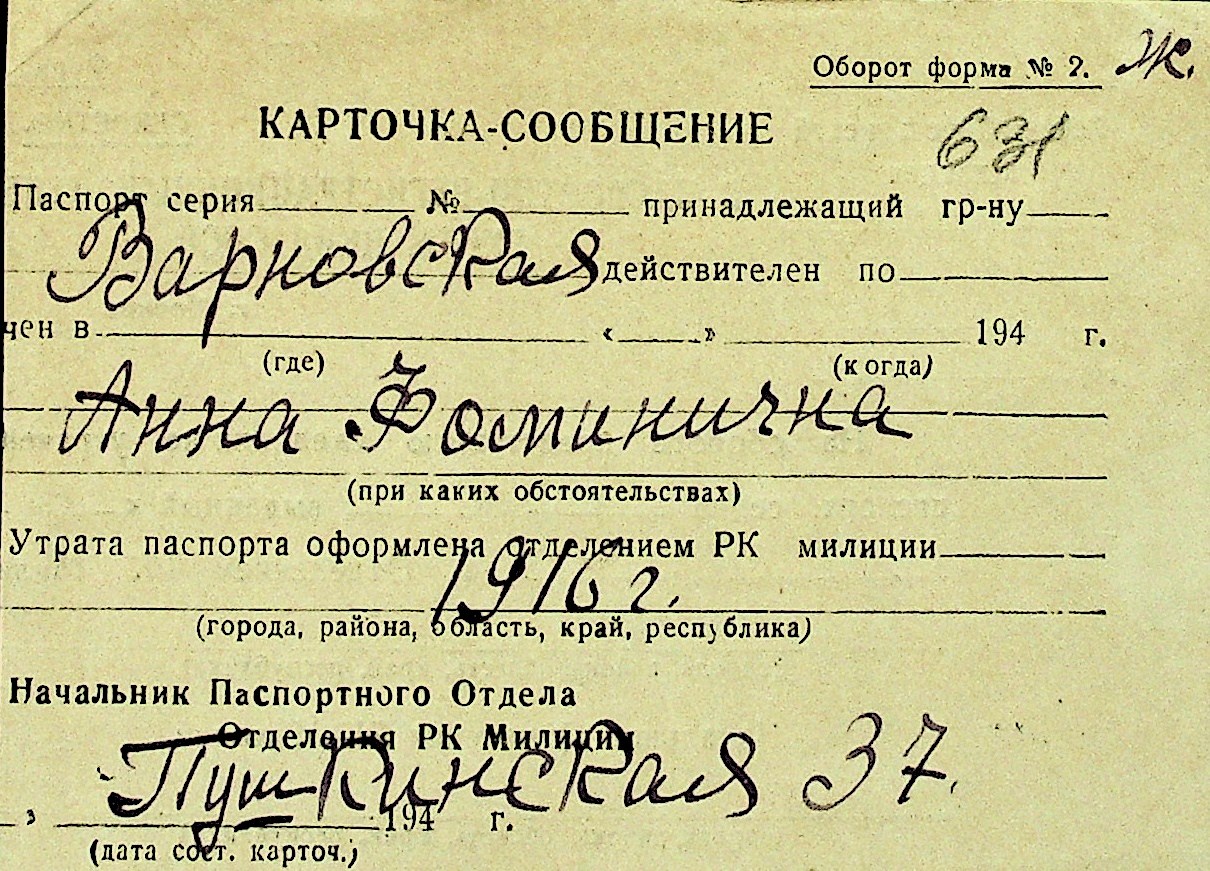 Оборот форма № 2. Ж.
КАРТОЧКА-СООБЩЕНИЕ
631
Паспорт серия № принадлежащий гр-ну
Варновская действителен по
чен в « » 194 г.
(где) (когда)
Анна Фоминична
(при каких обстоятельствах)
Утрата паспорта оформлена отделением РК милиции
1916 г.
(города, района, область, край, республика)
Начальник Паспортного Отдела
Отделения РК Милиции
Пушкинская 37.
194 г.
(дата сост. карточ.)